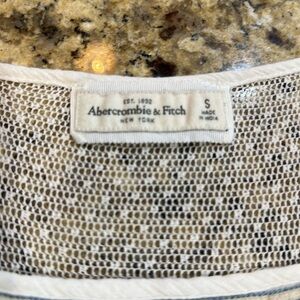 EST. 1892
Abercrombie & Fitch
NEW YORK
S
MADE
IN INDIA